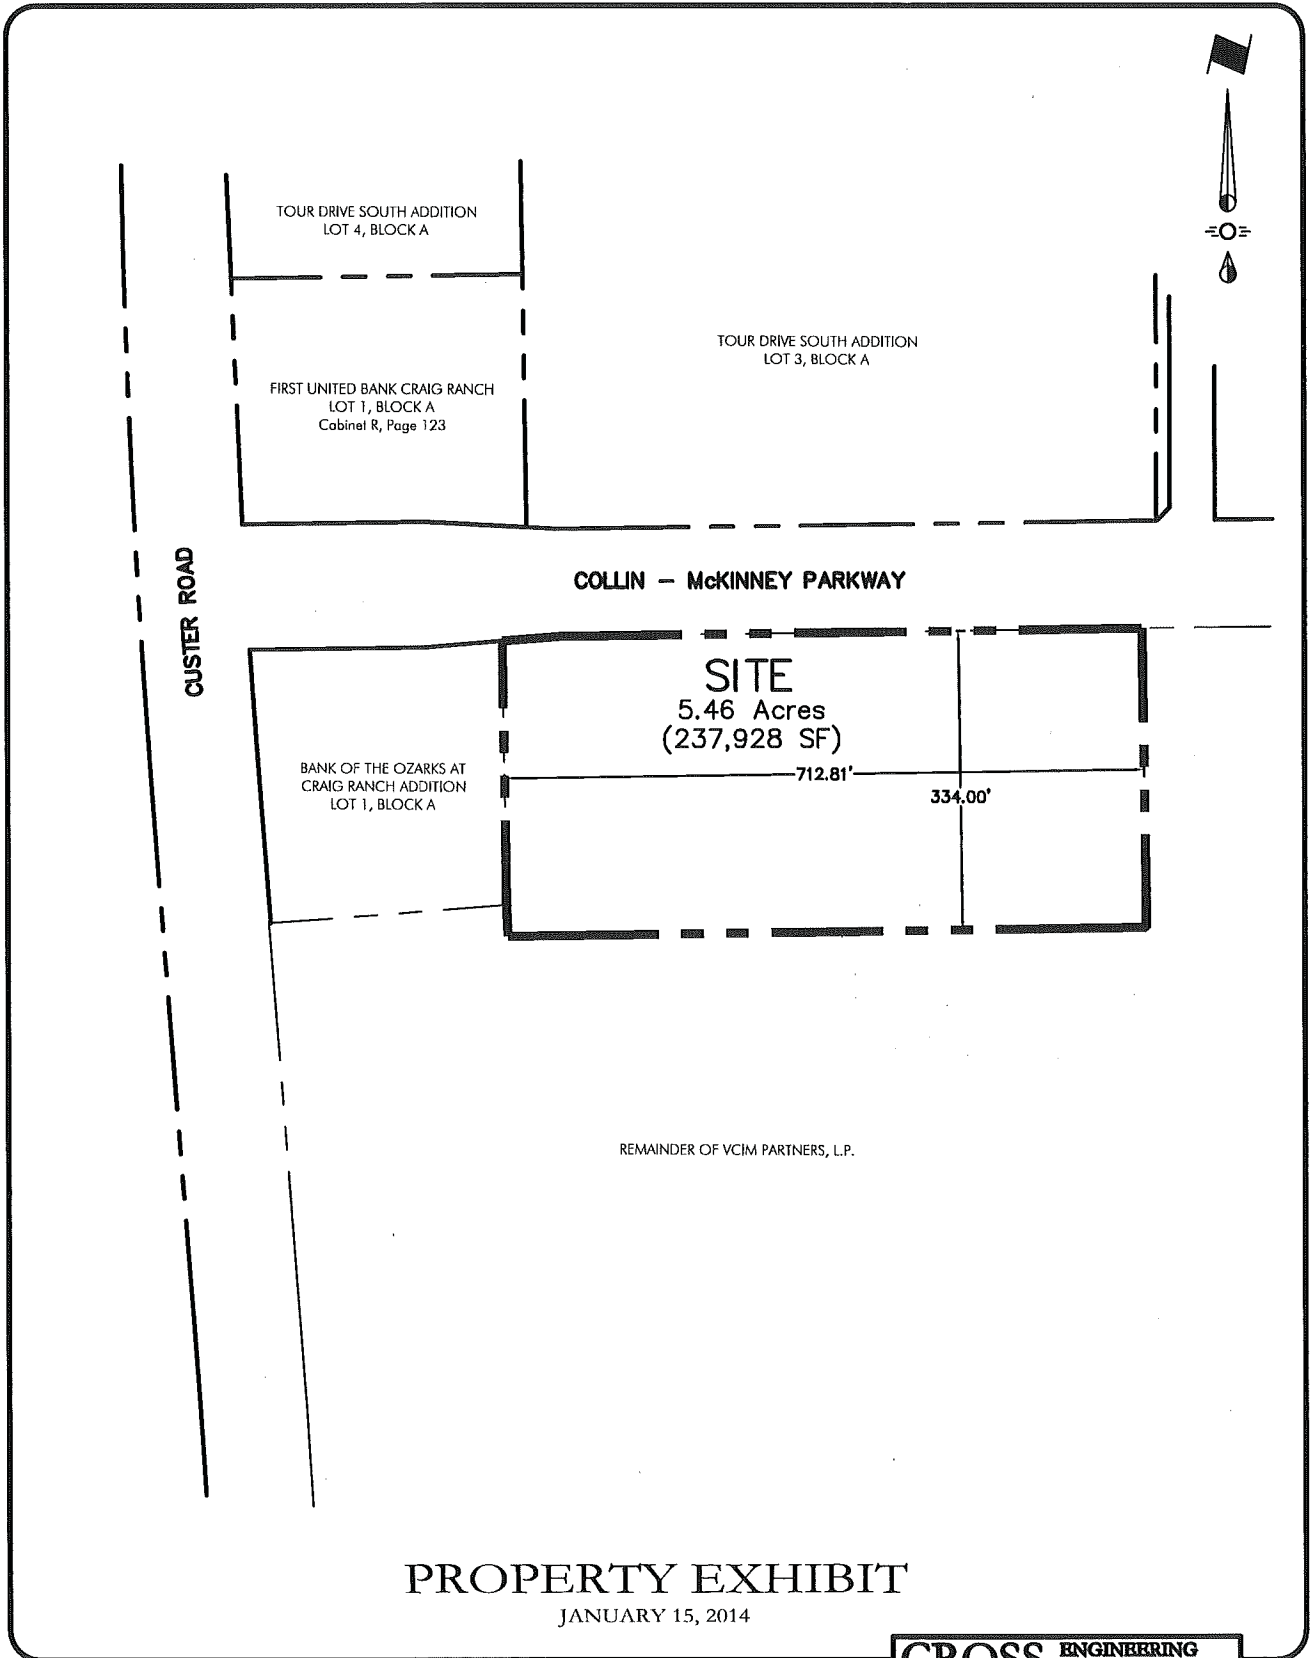 TOUR DRIVE SOUTH ADDITION
LOT 4, BLOCK A
TOUR DRIVE SOUTH ADDITION
LOT 3, BLOCK A
FIRST UNITED BANK CRAIG RANCH
LOT 1, BLOCK A
Cabinet R, Page 123
CUSTER ROAD
COLLIN - McKINNEY PARKWAY
SITE
5.46 Acres
(237,928 SF)
712.81'
334.00'
BANK OF THE OZARKS AT
CRAIG RANCH ADDITION
LOT 1, BLOCK A
REMAINDER OF VCIM PARTNERS, L.P.
PROPERTY EXHIBIT
JANUARY 15, 2014
CROSS ENGINEERING